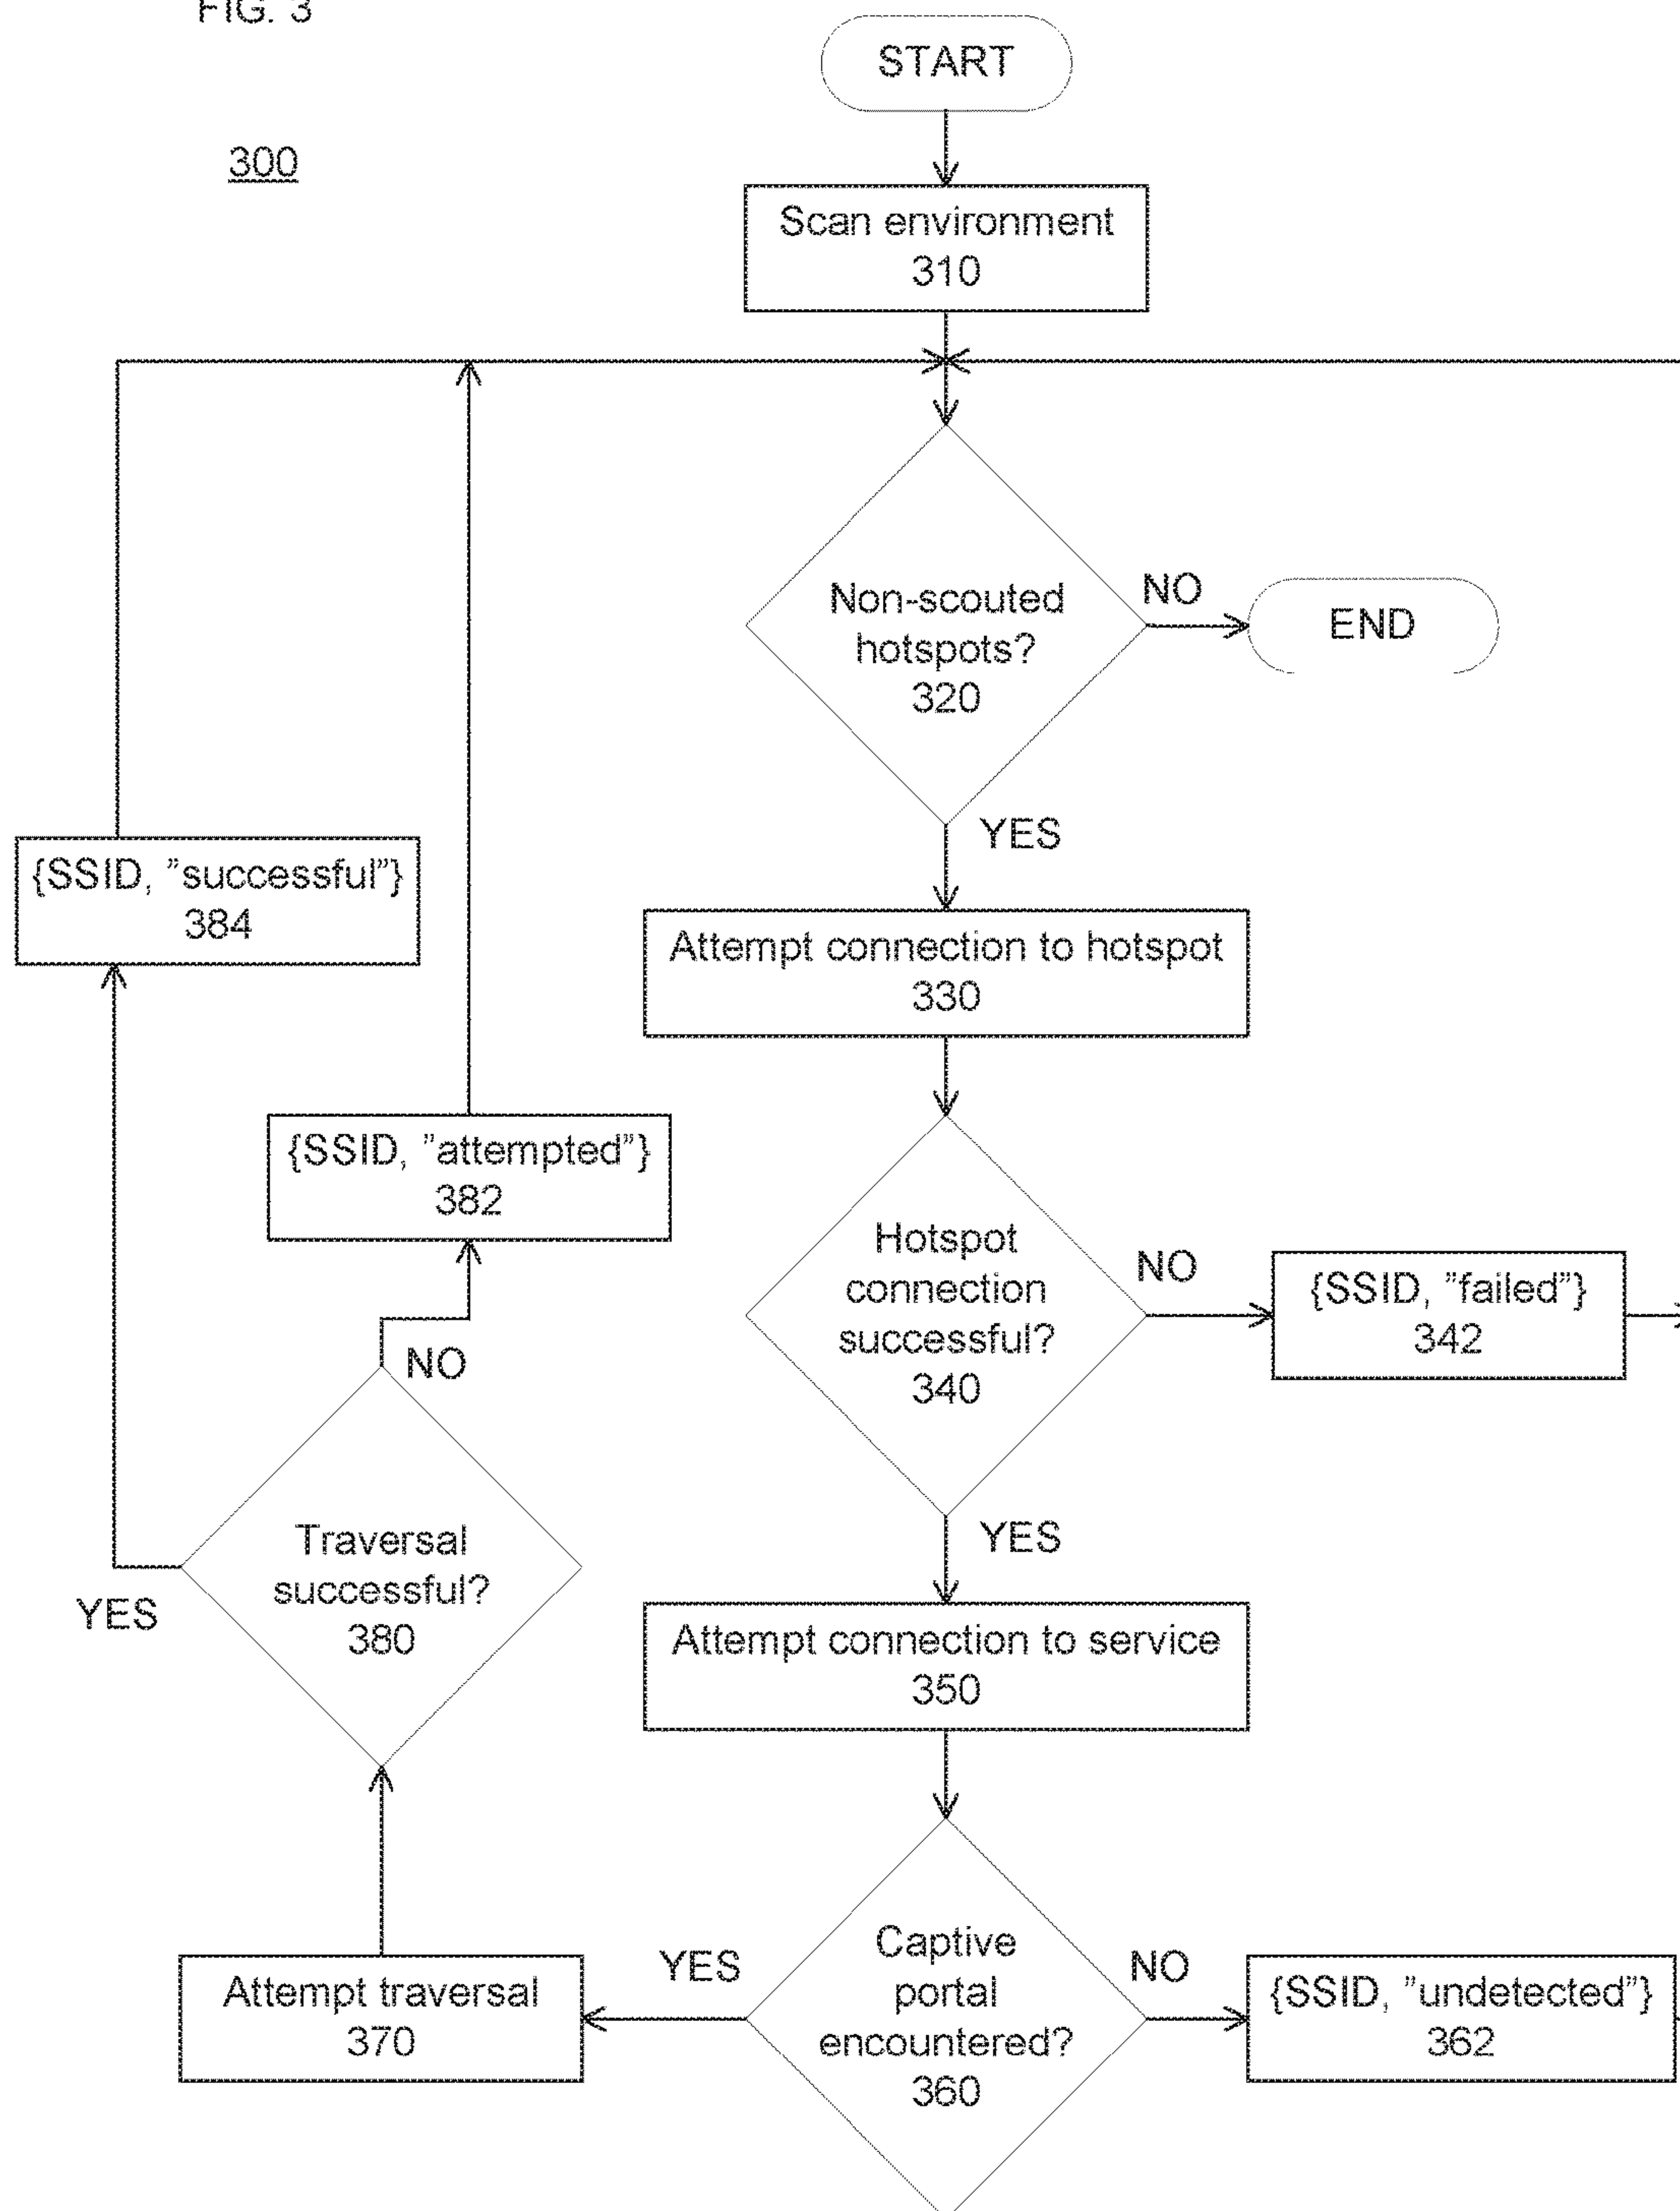 FIG. 3
300
START
Scan environment
310
Non-scouted
hotspots?
320
NO
END
YES
{SSID, ”successful”}
384
Attempt connection to hotspot
330
{SSID, ”attempted”}
382
Hotspot
connection
successful?
340
NO
{SSID, ”failed”}
342
NO
YES
Traversal
successful?
380
YES
Attempt connection to service
350
Captive
portal
encountered?
360
YES
NO
Attempt traversal
370
{SSID, ”undetected”}
362